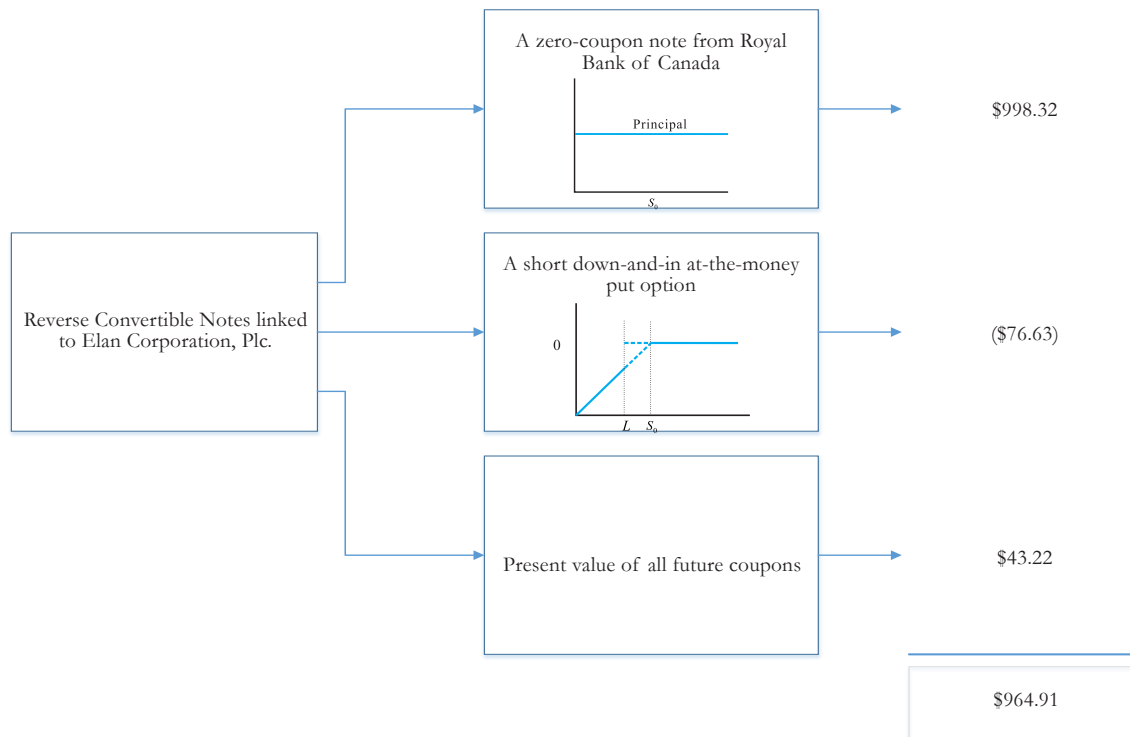 A zero-coupon note from Royal
Bank of Canada
Principal
S₀
$998.32
Reverse Convertible Notes linked
to Elan Corporation, Plc.
A short down-and-in at-the-money
put option
0
L S₀
($76.63)
Present value of all future coupons
$43.22
$964.91